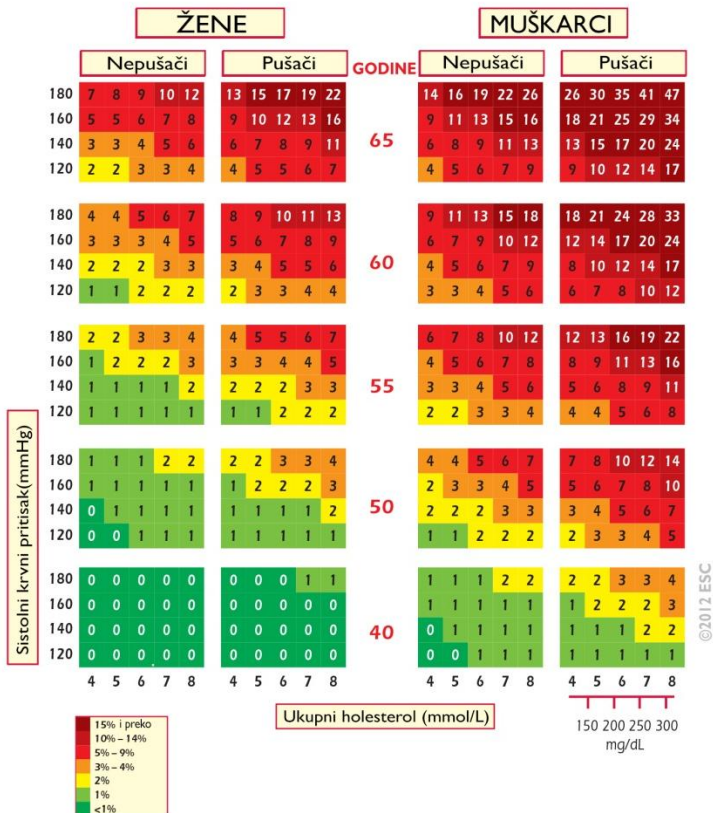 ŽENE MUŠKARCI
Nepušači Pušači GODINE Nepušači Pušači
180 7 8 9 10 12 13 15 17 19 22 14 16 19 22 26 26 30 35 41 47
160 5 5 6 7 8 9 10 12 13 16 9 11 13 15 16 18 21 25 29 34
140 3 3 4 5 6 6 7 8 9 11 65 6 8 9 11 13 13 15 17 20 24
120 2 2 3 3 4 4 5 5 6 7 4 5 6 7 9 9 10 12 14 17
180 4 4 5 6 7 8 9 10 11 13 9 11 13 15 18 18 21 24 28 33
160 3 3 3 4 5 5 6 7 8 9 6 7 9 10 12 12 14 17 20 24
140 2 2 2 3 3 3 4 5 5 6 60 4 5 6 7 9 8 10 12 14 17
120 1 1 2 2 2 2 3 3 4 4 3 3 4 5 6 6 7 8 10 12
180 2 2 3 3 4 4 5 5 6 7 6 7 8 10 12 12 13 16 19 22
160 1 2 2 2 3 3 3 4 4 5 4 5 6 7 8 8 9 11 13 16
140 1 1 1 1 2 2 2 2 3 3 55 3 3 4 5 6 5 6 8 9 11
120 1 1 1 1 1 1 1 2 2 2 2 2 3 3 4 4 4 5 6 8
180 1 1 1 2 2 2 2 3 3 4 4 4 5 6 7 7 8 10 12 14
160 1 1 1 1 1 1 2 2 2 3 2 3 3 4 5 5 6 7 8 10
140 0 1 1 1 1 1 1 1 1 2 50 2 2 2 3 3 3 4 5 6 7
120 0 0 1 1 1 1 1 1 1 1 1 1 2 2 2 2 3 3 4 5
180 0 0 0 0 0 0 0 0 1 1 1 1 1 2 2 2 2 3 3 4
160 0 0 0 0 0 0 0 0 0 0 1 1 1 1 1 1 2 2 2 3
140 0 0 0 0 0 0 0 0 0 0 40 0 1 1 1 1 1 1 1 2 2
120 0 0 0 0 0 0 0 0 0 0 0 0 1 1 1 1 1 1 1 1
4 5 6 7 8 4 5 6 7 8 4 5 6 7 8 4 5 6 7 8
Sistolni krvni pritisak(mmHg)
Ukupni holesterol (mmol/L)
150 200 250 300
mg/dL
15% i preko
10% – 14%
5% – 9%
3% – 4%
2%
1%
<1%
©2012 ESC